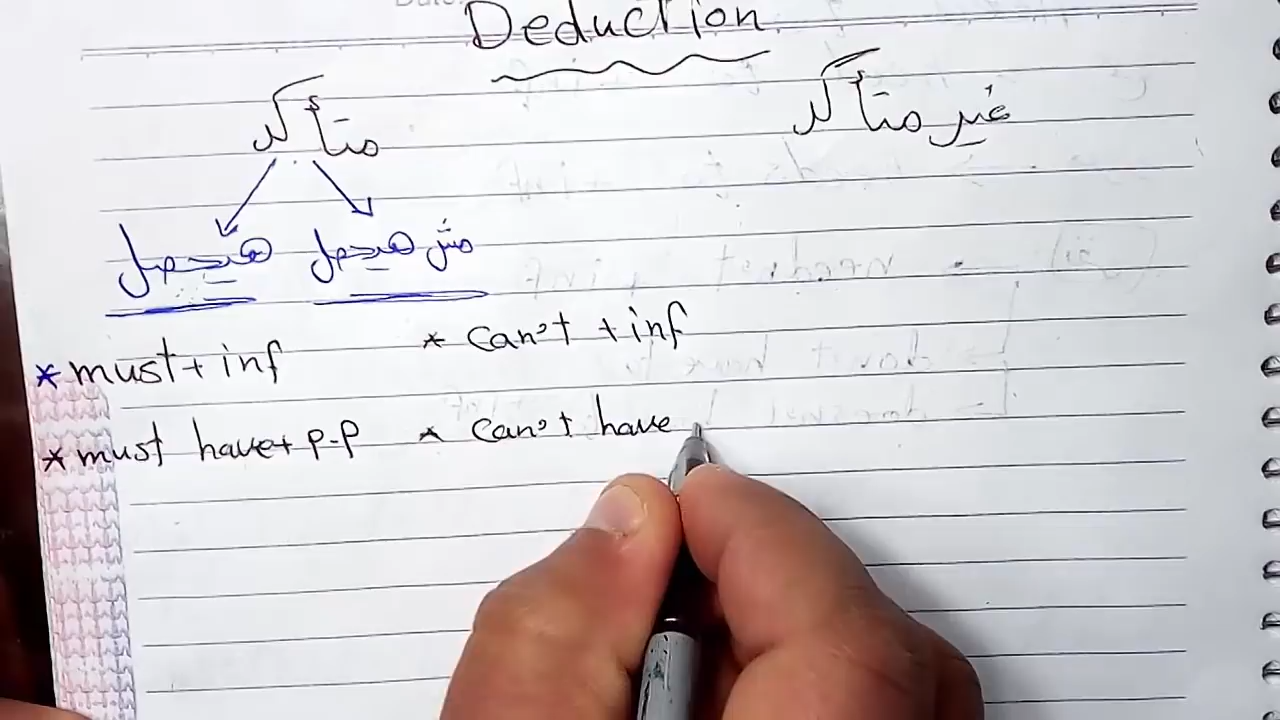 Deduction
متأكد غير متأكد
هيحصل مش هيحصل
* must + inf * can't + inf
* must have + p.p * can't have